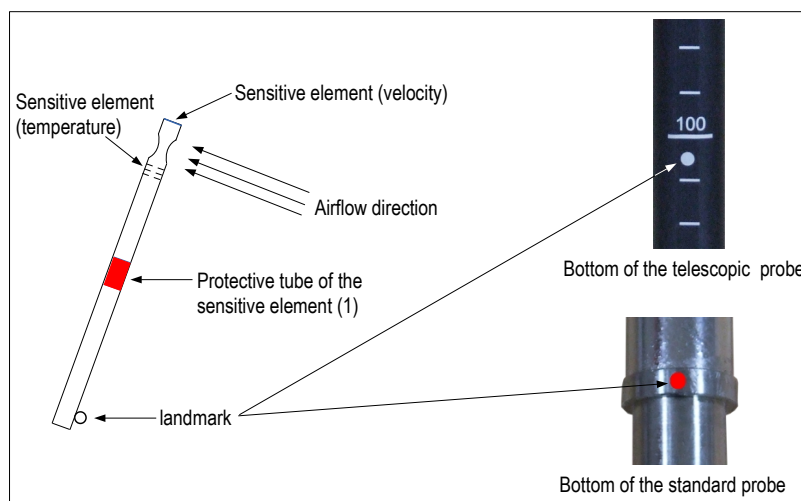 Sensitive element
(temperature)
Sensitive element (velocity)
Airflow direction
Protective tube of the
sensitive element (1)
landmark
100
Bottom of the telescopic probe
Bottom of the standard probe